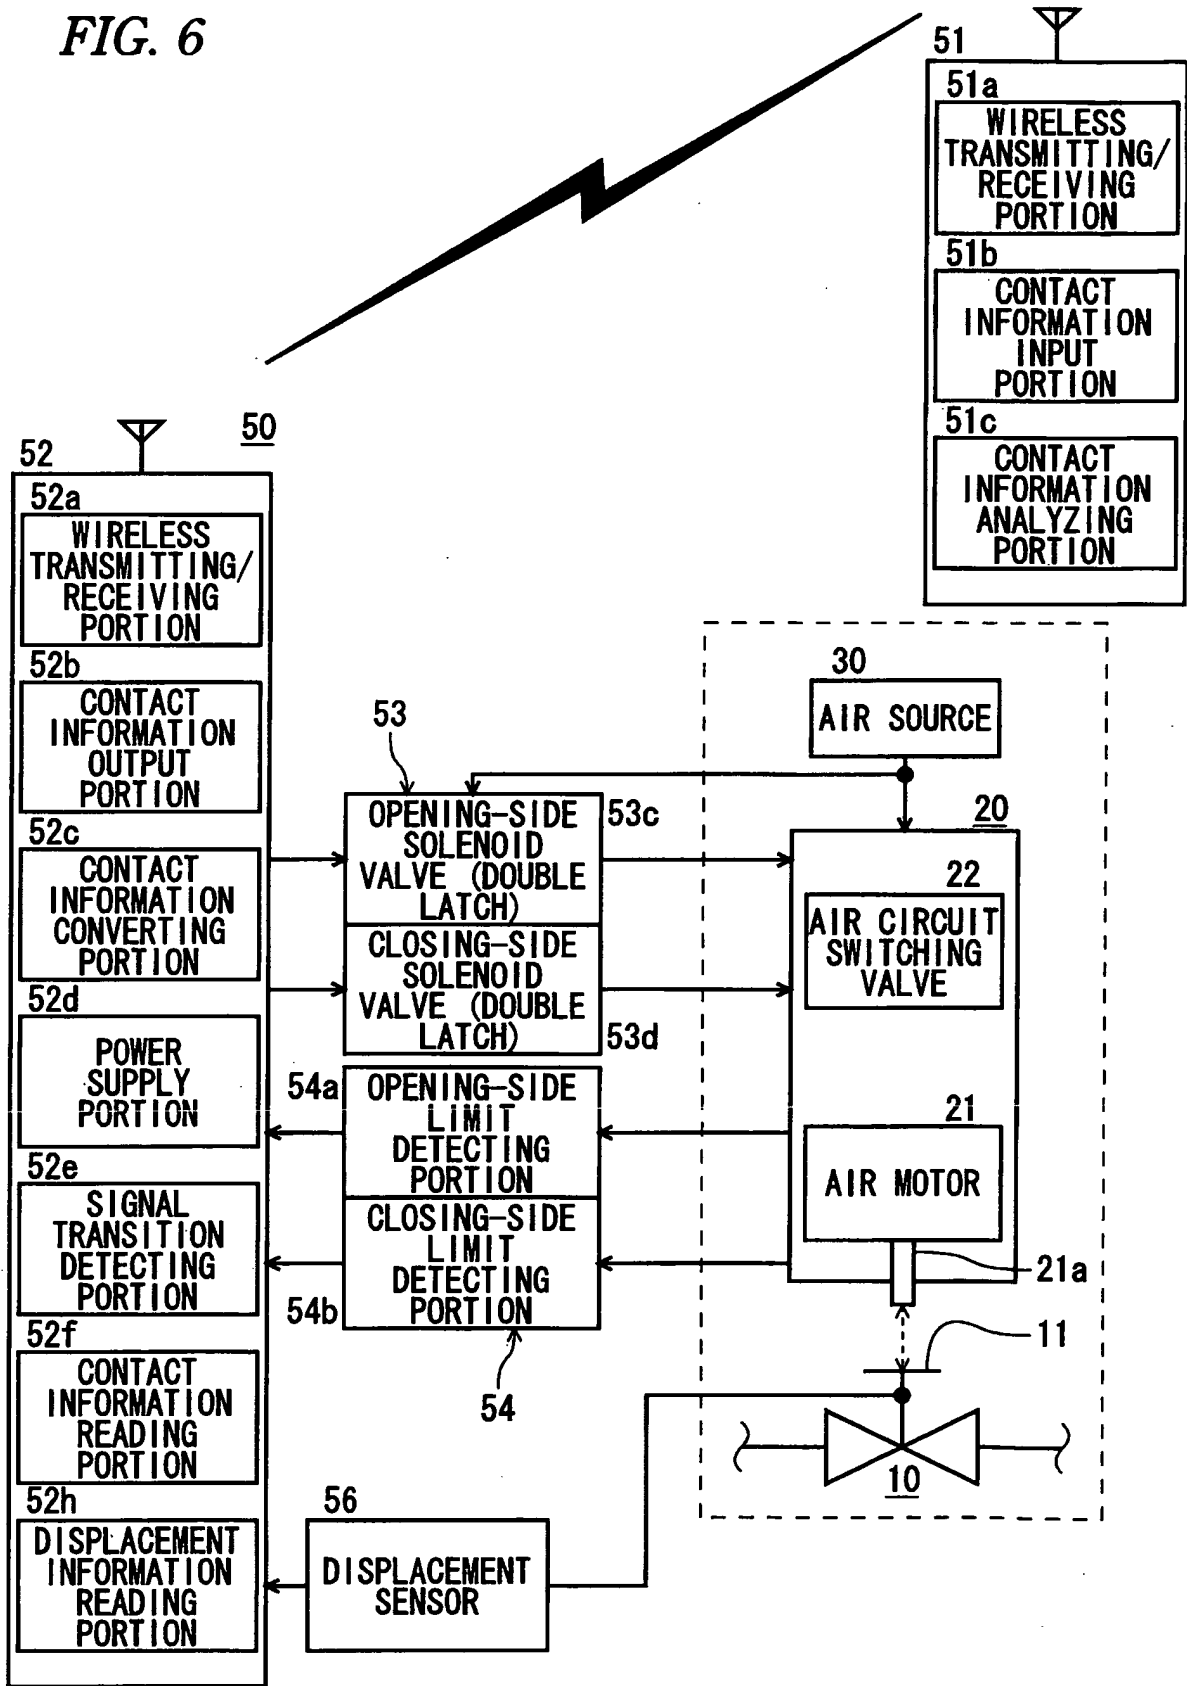 FIG. 6
51
51a
WIRELESS
TRANSMITTING/
RECEIVING
PORTION
51b
CONTACT
INFORMATION
INPUT
PORTION
51c
CONTACT
INFORMATION
ANALYZING
PORTION
50
52
52a
WIRELESS
TRANSMITTING/
RECEIVING
PORTION
52b
CONTACT
INFORMATION
OUTPUT
PORTION
52c
CONTACT
INFORMATION
CONVERTING
PORTION
52d
POWER
SUPPLY
PORTION
52e
SIGNAL
TRANSITION
DETECTING
PORTION
52f
CONTACT
INFORMATION
READING
PORTION
52h
DISPLACEMENT
INFORMATION
READING
PORTION
53
OPENING-SIDE
SOLENOID
VALVE (DOUBLE
LATCH)
53c
CLOSING-SIDE
SOLENOID
VALVE (DOUBLE
LATCH)
53d
54a
OPENING-SIDE
LIMIT
DETECTING
PORTION
CLOSING-SIDE
LIMIT
DETECTING
PORTION
54b
54
56
DISPLACEMENT
SENSOR
30
AIR SOURCE
20
22
AIR CIRCUIT
SWITCHING
VALVE
21
AIR MOTOR
21a
11
10